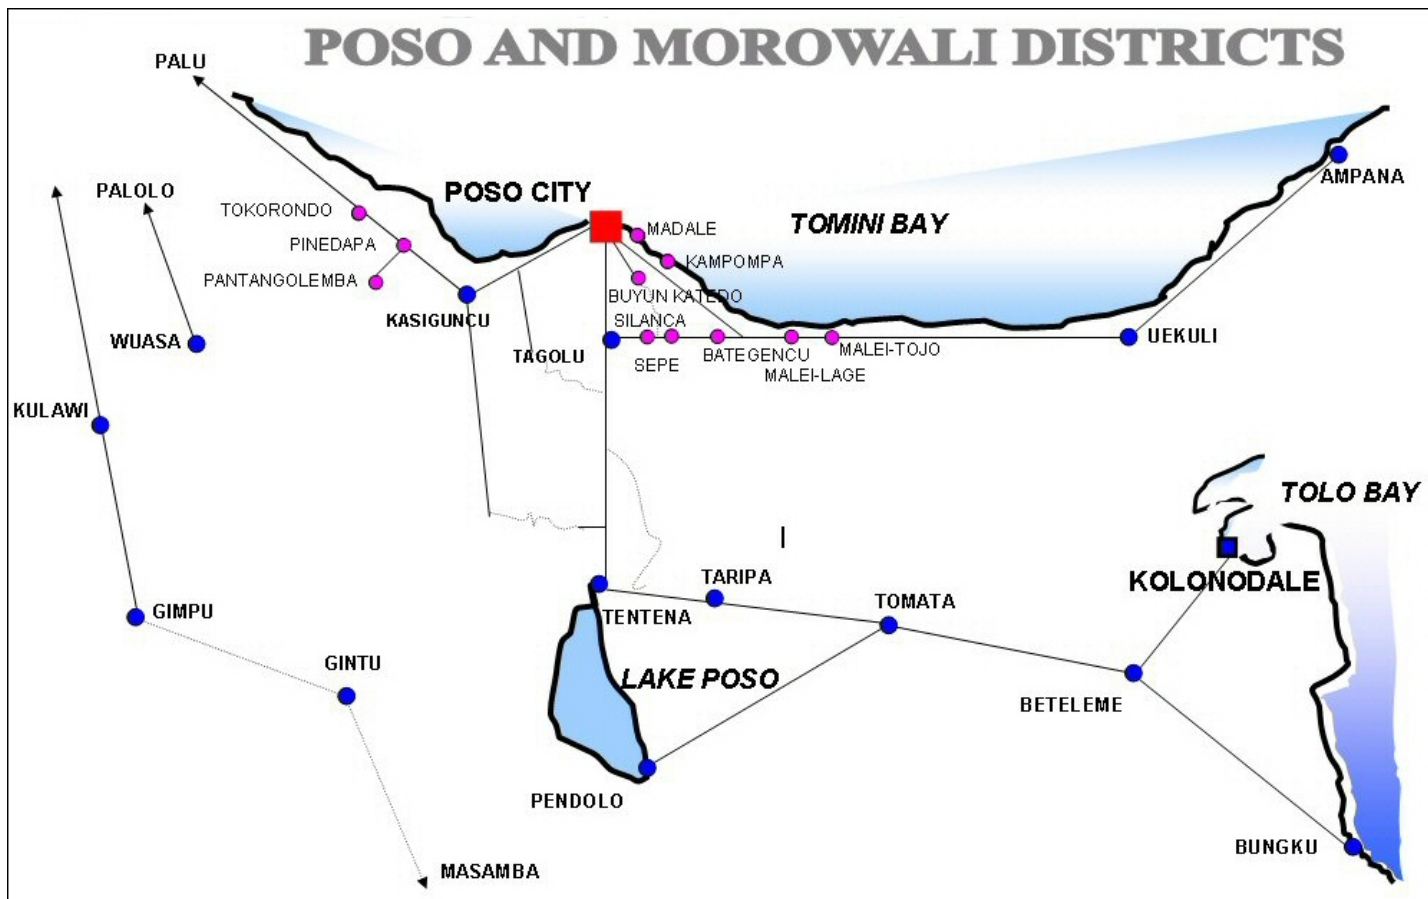 POSO AND MOROWALI DISTRICTS
PALU
PALOLO
TOKORONDO
POSO CITY
AMPANA
MADALE
TOMINI BAY
PINEDAPA
KAMPOMPA
PANTANGOLEMBA
BUYUN KATEDO
KASIGUNCU
SILANCA
WUASA
TAGOLU
SEPE
BATEGENCU
MALEI-TOJO
UEKULI
MALEI-LAGE
KULAWI
TOLO BAY
TARIPA
KOLONODALE
GIMPU
TENTENA
TOMATA
GINTU
LAKE POSO
BETELEME
PENDOLO
BUNGKU
MASAMBA